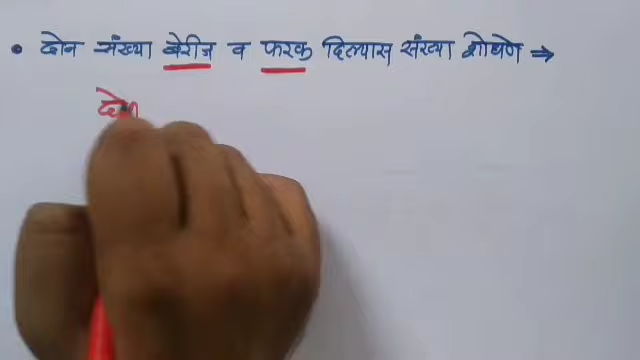 • दोन संख्या बेरीज व फरक दिल्यास संख्या शोधणे ⇒